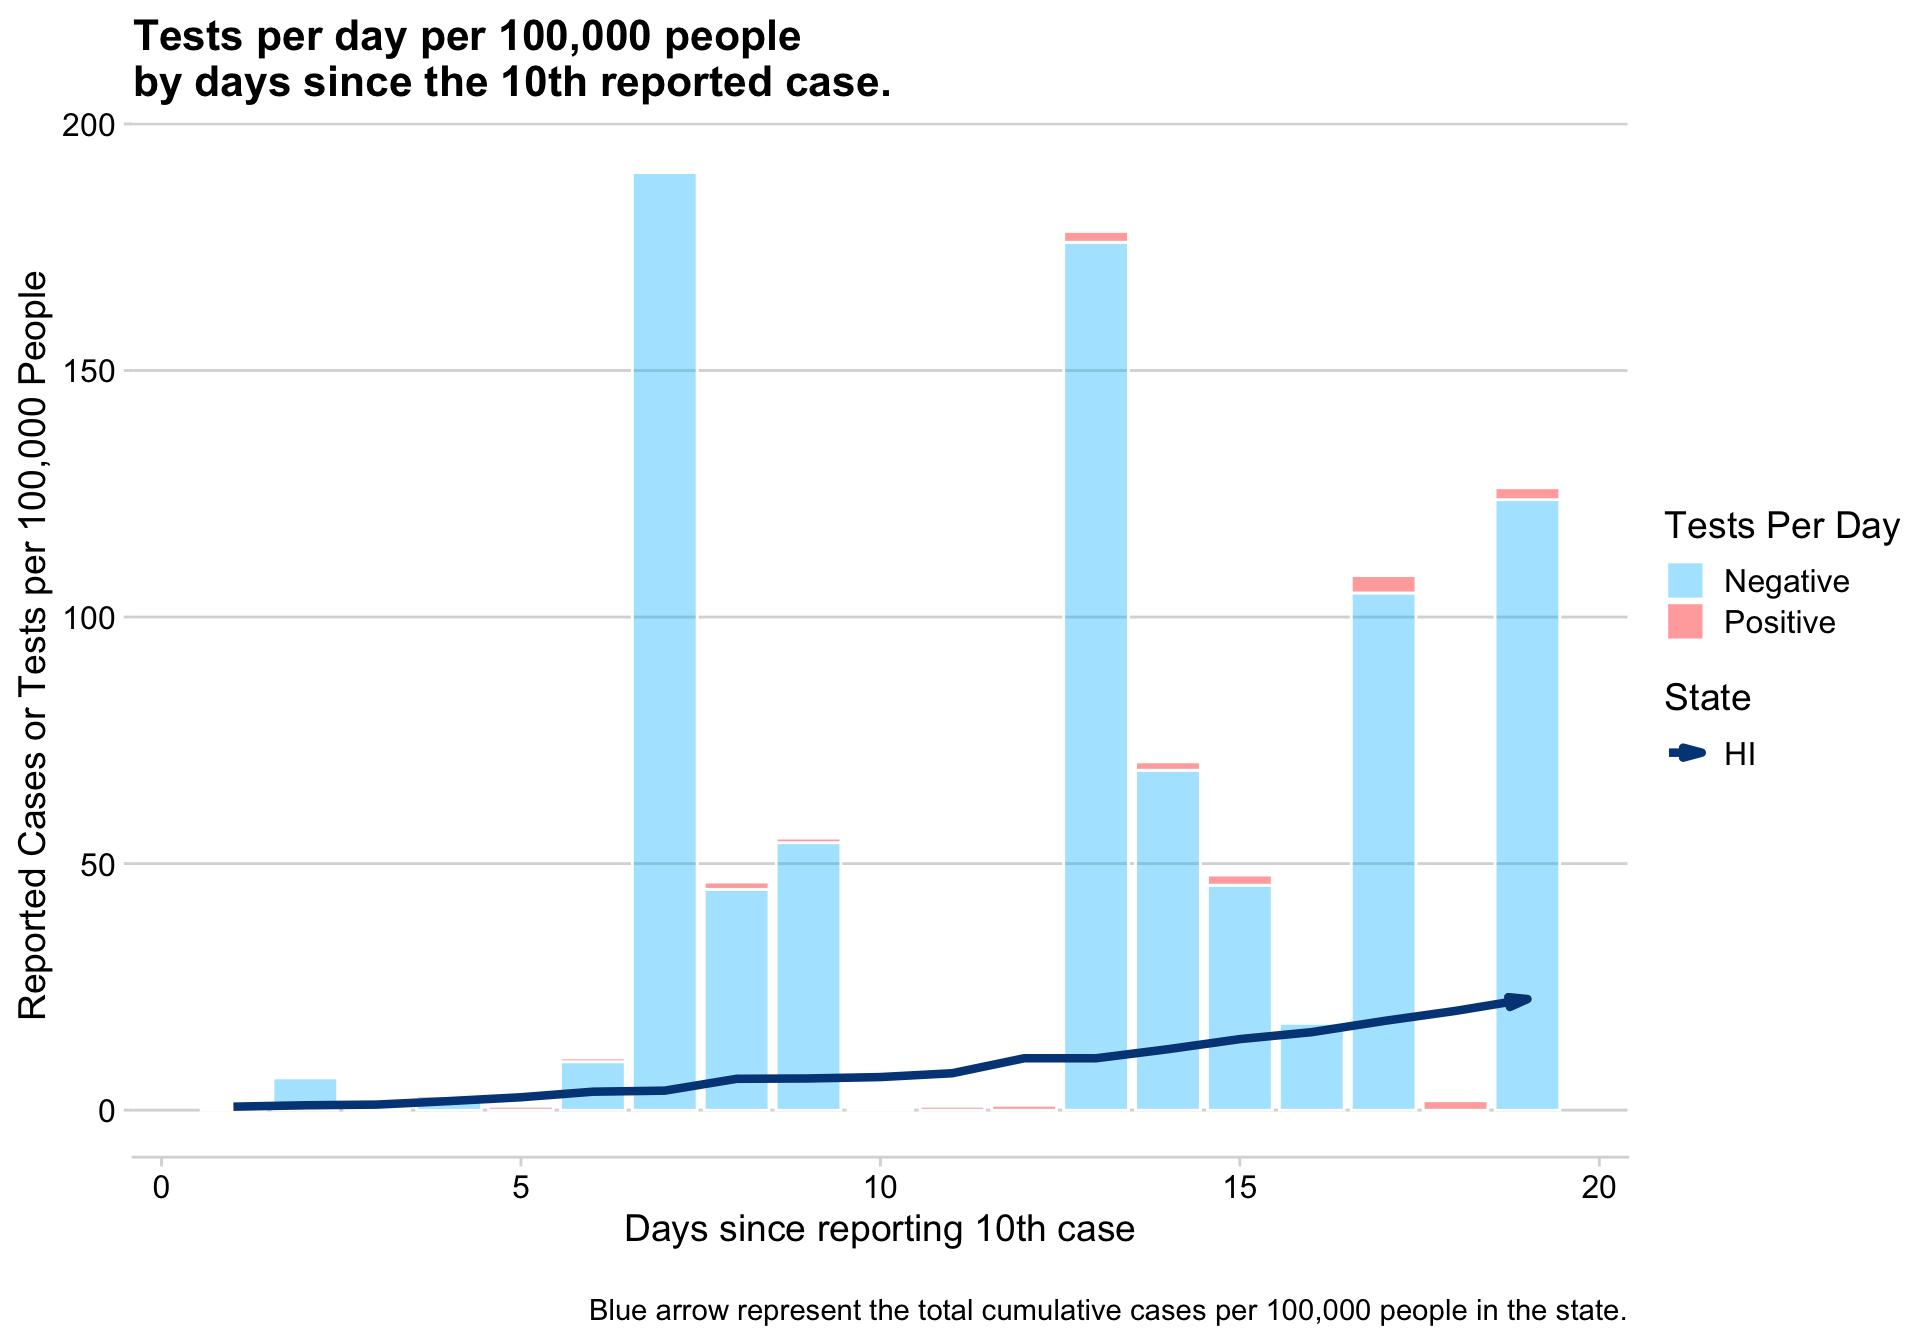 Tests per day per 100,000 people
by days since the 10th reported case.
Reported Cases or Tests per 100,000 People
200
150
100
50
0
0
5
10
15
20
Days since reporting 10th case
Tests Per Day
Negative
Positive
State
HI
Blue arrow represent the total cumulative cases per 100,000 people in the state.